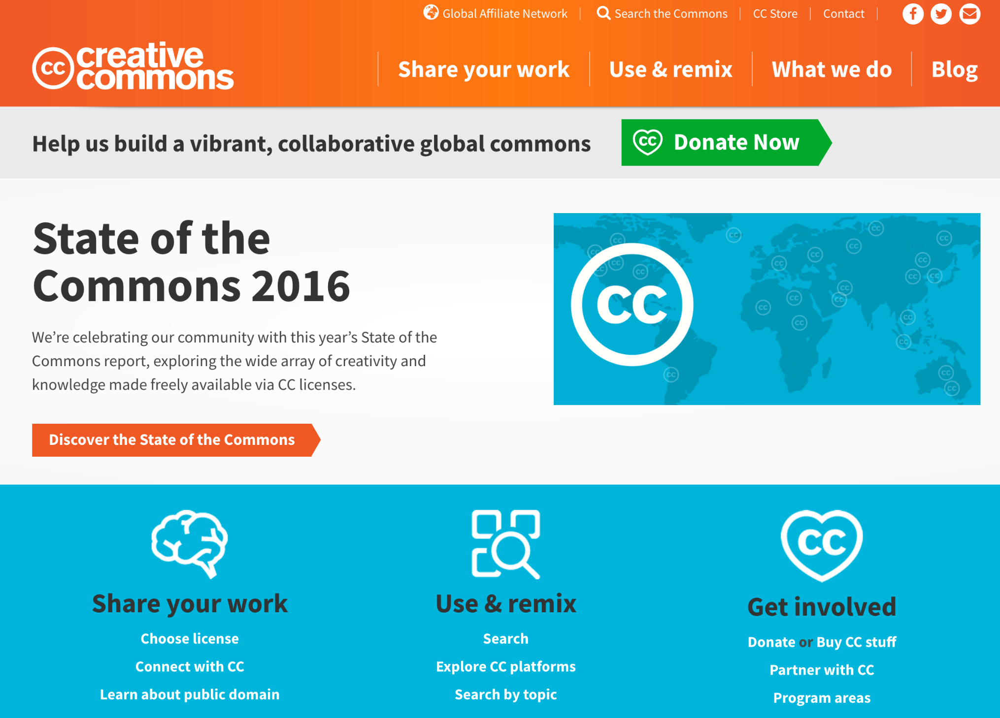 Global Affiliate Network
Search the Commons
CC Store
Contact
cc creative
commons
Share your work
Use & remix
What we do
Blog
Help us build a vibrant, collaborative global commons
cc Donate Now
State of the
Commons 2016
We're celebrating our community with this year's State of the
Commons report, exploring the wide array of creativity and
knowledge made freely available via CC licenses.
Discover the State of the Commons
cc
Share your work
Choose license
Connect with CC
Learn about public domain
Use & remix
Search
Explore CC platforms
Search by topic
cc
Get involved
Donate or Buy CC stuff
Partner with CC
Program areas